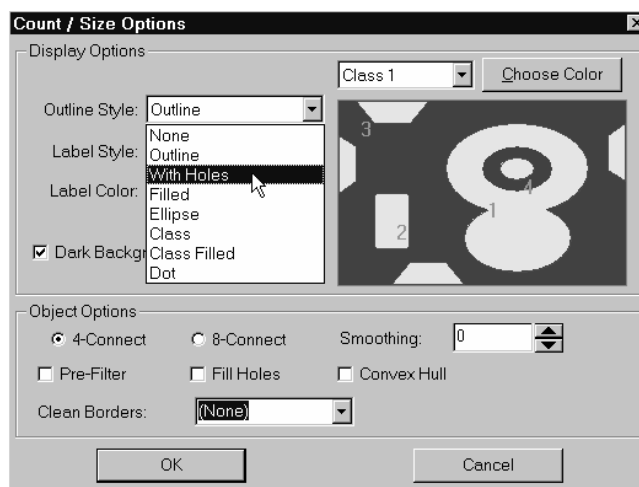 Count / Size Options
Display Options
Class 1
Choose Color
Outline Style: Outline
None
Outline
Label Style:
With Holes
Label Color:
Filled
Ellipse
Class
Dark Backgr
Class Filled
Dot
3
4
1
2
Object Options
4-Connect 8-Connect Smoothing: 0
Pre-Filter Fill Holes Convex Hull
Clean Borders: (None)
OK Cancel